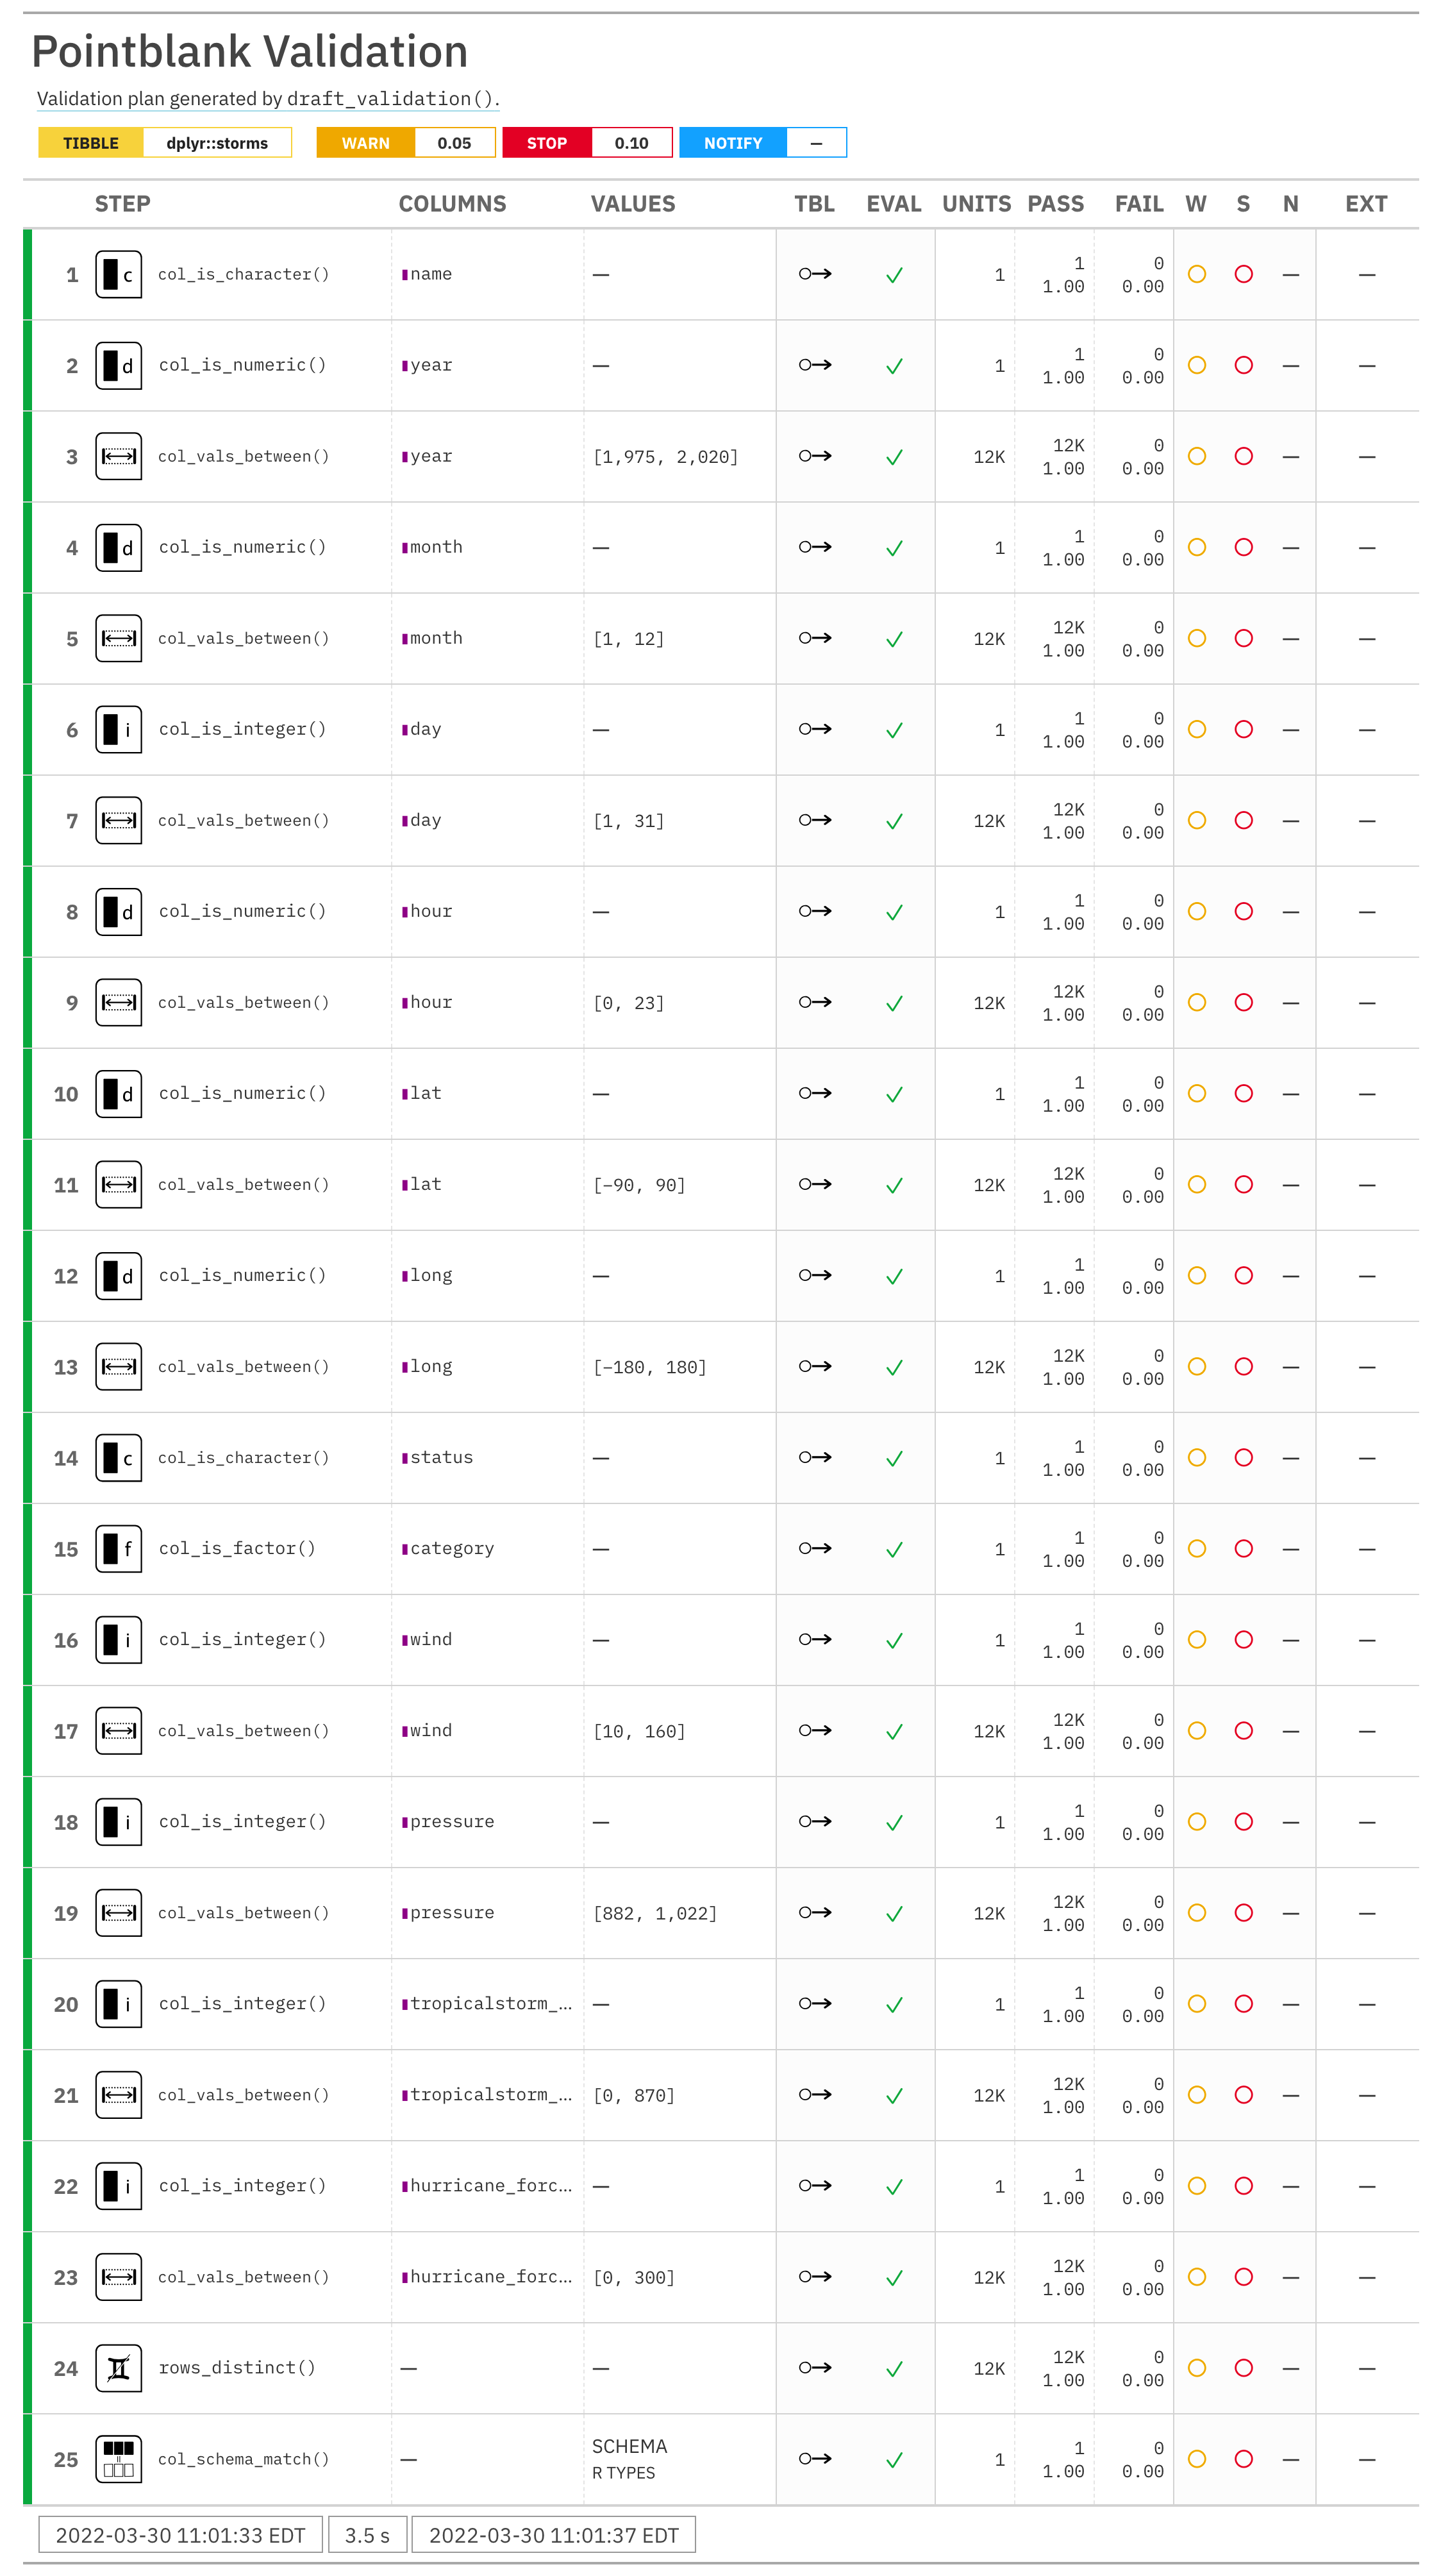 Pointblank Validation
Validation plan generated by draft_validation().
TIBBLE dplyr::storms WARN 0.05 STOP 0.10 NOTIFY —
STEP COLUMNS VALUES TBL EVAL UNITS PASS FAIL W S N EXT
1 c col_is_character() name — 1 1 0 — —
1.00 0.00
2 d col_is_numeric() year — 1 1 0 — —
1.00 0.00
3 col_vals_between() year [1,975, 2,020] 12K 12K 0 — —
1.00 0.00
4 d col_is_numeric() month — 1 1 0 — —
1.00 0.00
5 col_vals_between() month [1, 12] 12K 12K 0 — —
1.00 0.00
6 i col_is_integer() day — 1 1 0 — —
1.00 0.00
7 col_vals_between() day [1, 31] 12K 12K 0 — —
1.00 0.00
8 d col_is_numeric() hour — 1 1 0 — —
1.00 0.00
9 col_vals_between() hour [0, 23] 12K 12K 0 — —
1.00 0.00
10 d col_is_numeric() lat — 1 1 0 — —
1.00 0.00
11 col_vals_between() lat [−90, 90] 12K 12K 0 — —
1.00 0.00
12 d col_is_numeric() long — 1 1 0 — —
1.00 0.00
13 col_vals_between() long [−180, 180] 12K 12K 0 — —
1.00 0.00
14 c col_is_character() status — 1 1 0 — —
1.00 0.00
15 f col_is_factor() category — 1 1 0 — —
1.00 0.00
16 i col_is_integer() wind — 1 1 0 — —
1.00 0.00
17 col_vals_between() wind [10, 160] 12K 12K 0 — —
1.00 0.00
18 i col_is_integer() pressure — 1 1 0 — —
1.00 0.00
19 col_vals_between() pressure [882, 1,022] 12K 12K 0 — —
1.00 0.00
20 i col_is_integer() tropicalstorm_… — 1 1 0 — —
1.00 0.00
21 col_vals_between() tropicalstorm_… [0, 870] 12K 12K 0 — —
1.00 0.00
22 i col_is_integer() hurricane_forc… — 1 1 0 — —
1.00 0.00
23 col_vals_between() hurricane_forc… [0, 300] 12K 12K 0 — —
1.00 0.00
24 rows_distinct() — — 12K 12K 0 — —
1.00 0.00
25 col_schema_match() — SCHEMA 1 1 0 — —
R TYPES 1.00 0.00
2022-03-30 11:01:33 EDT 3.5 s 2022-03-30 11:01:37 EDT